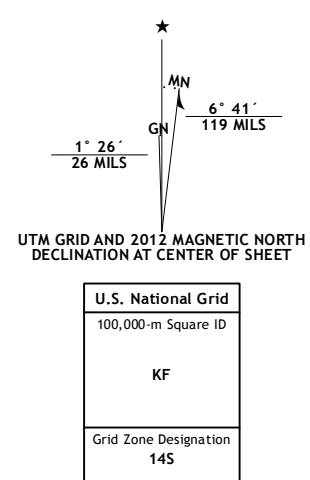 MN
GN
6° 41´
119 MILS
1° 26´
26 MILS
UTM GRID AND 2012 MAGNETIC NORTH
DECLINATION AT CENTER OF SHEET
U.S. National Grid
100,000-m Square ID
KF
Grid Zone Designation
14S